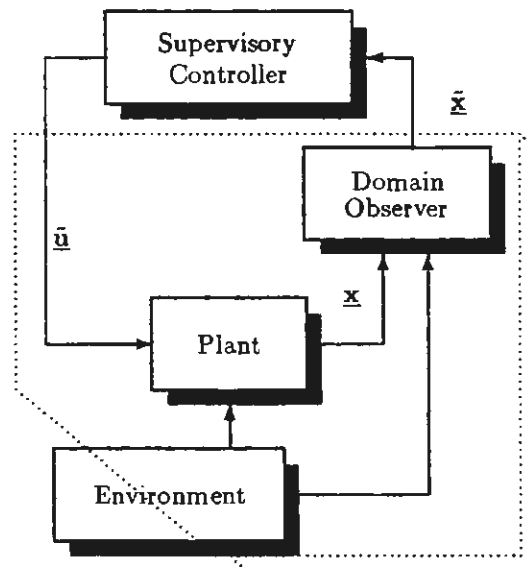 Supervisory
Controller
x̃
Domain
Observer
ũ
x
Plant
Environment